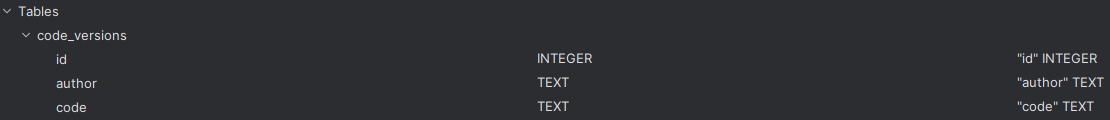 Tables
code_versions
id INTEGER "id" INTEGER
author TEXT "author" TEXT
code TEXT "code" TEXT